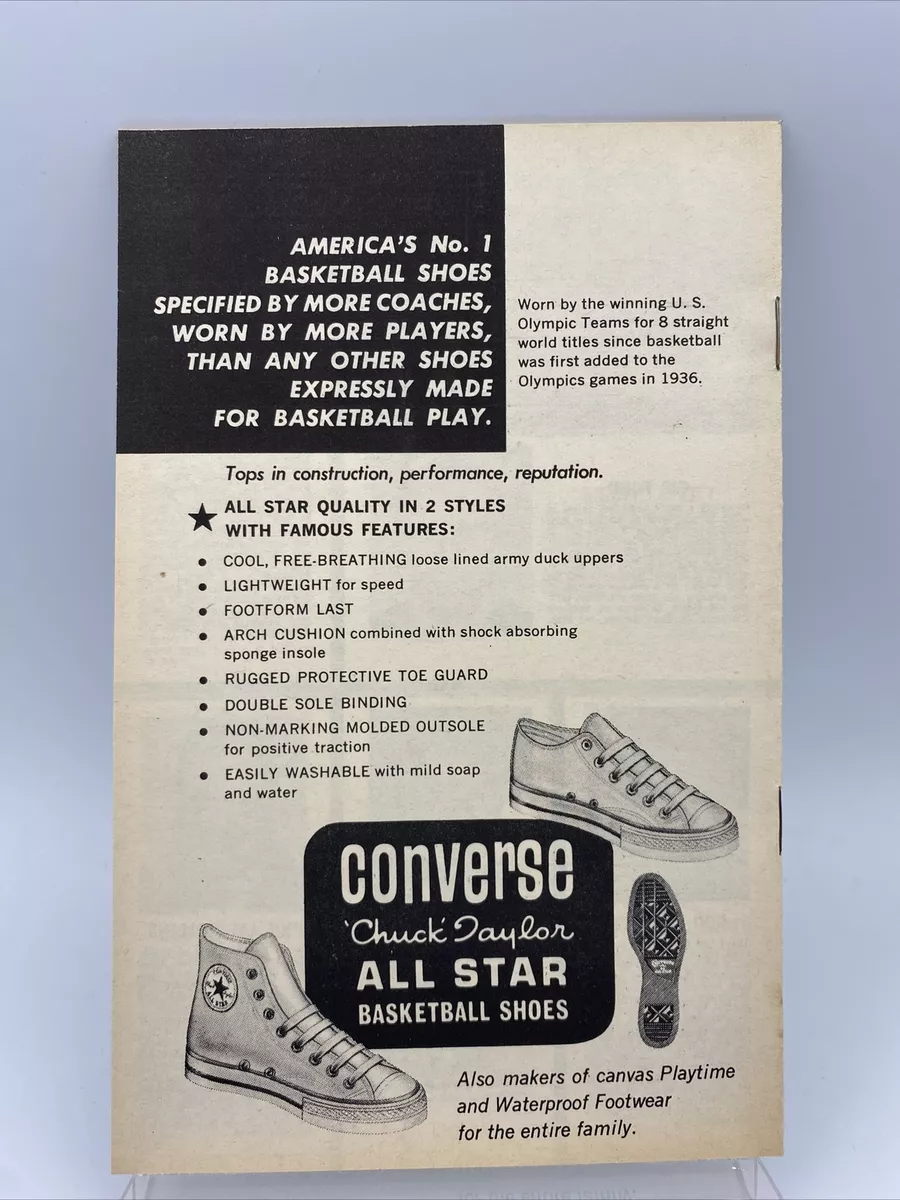 AMERICA'S No. 1
BASKETBALL SHOES
SPECIFIED BY MORE COACHES,
WORN BY MORE PLAYERS,
THAN ANY OTHER SHOES
EXPRESSLY MADE
FOR BASKETBALL PLAY.
Worn by the winning U. S.
Olympic Teams for 8 straight
world titles since basketball
was first added to the
Olympics games in 1936.
Tops in construction, performance, reputation.
★ ALL STAR QUALITY IN 2 STYLES
WITH FAMOUS FEATURES:
• COOL, FREE-BREATHING loose lined army duck uppers
• LIGHTWEIGHT for speed
• FOOTFORM LAST
• ARCH CUSHION combined with shock absorbing
sponge insole
• RUGGED PROTECTIVE TOE GUARD
• DOUBLE SOLE BINDING
• NON-MARKING MOLDED OUTSOLE
for positive traction
• EASILY WASHABLE with mild soap
and water
converse
'Chuck' Taylor
ALL STAR
BASKETBALL SHOES
CONVERSE
ALL STAR
Also makers of canvas Playtime
and Waterproof Footwear
for the entire family.